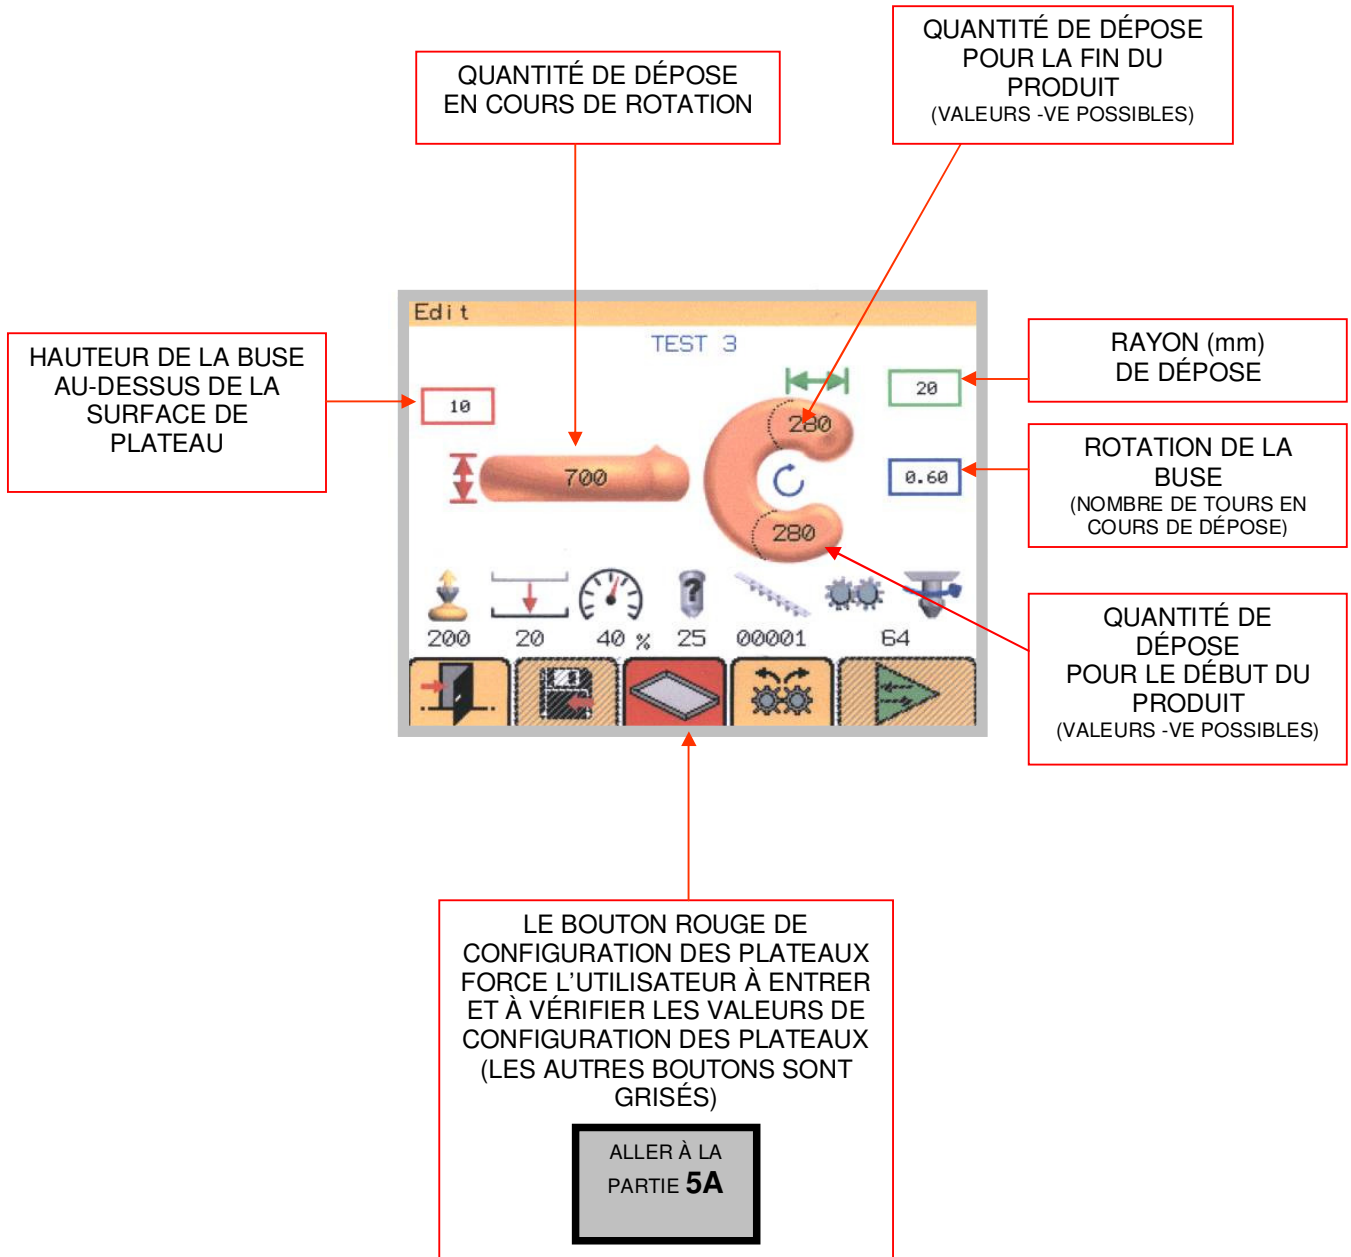 QUANTITÉ DE DÉPOSE
POUR LA FIN DU
PRODUIT
(VALEURS -VE POSSIBLES)
QUANTITÉ DE DÉPOSE
EN COURS DE ROTATION
HAUTEUR DE LA BUSE
AU-DESSUS DE LA
SURFACE DE
PLATEAU
Edit
TEST 3
10
700
280
280
20
0.60
?
200 20 40 % 25 00001 64
RAYON (mm)
DE DÉPOSE
ROTATION DE LA
BUSE
(NOMBRE DE TOURS EN
COURS DE DÉPOSE)
QUANTITÉ DE
DÉPOSE
POUR LE DÉBUT DU
PRODUIT
(VALEURS -VE POSSIBLES)
LE BOUTON ROUGE DE
CONFIGURATION DES PLATEAUX
FORCE L'UTILISATEUR À ENTRER
ET À VÉRIFIER LES VALEURS DE
CONFIGURATION DES PLATEAUX
(LES AUTRES BOUTONS SONT
GRISÉS)
ALLER À LA
PARTIE 5A